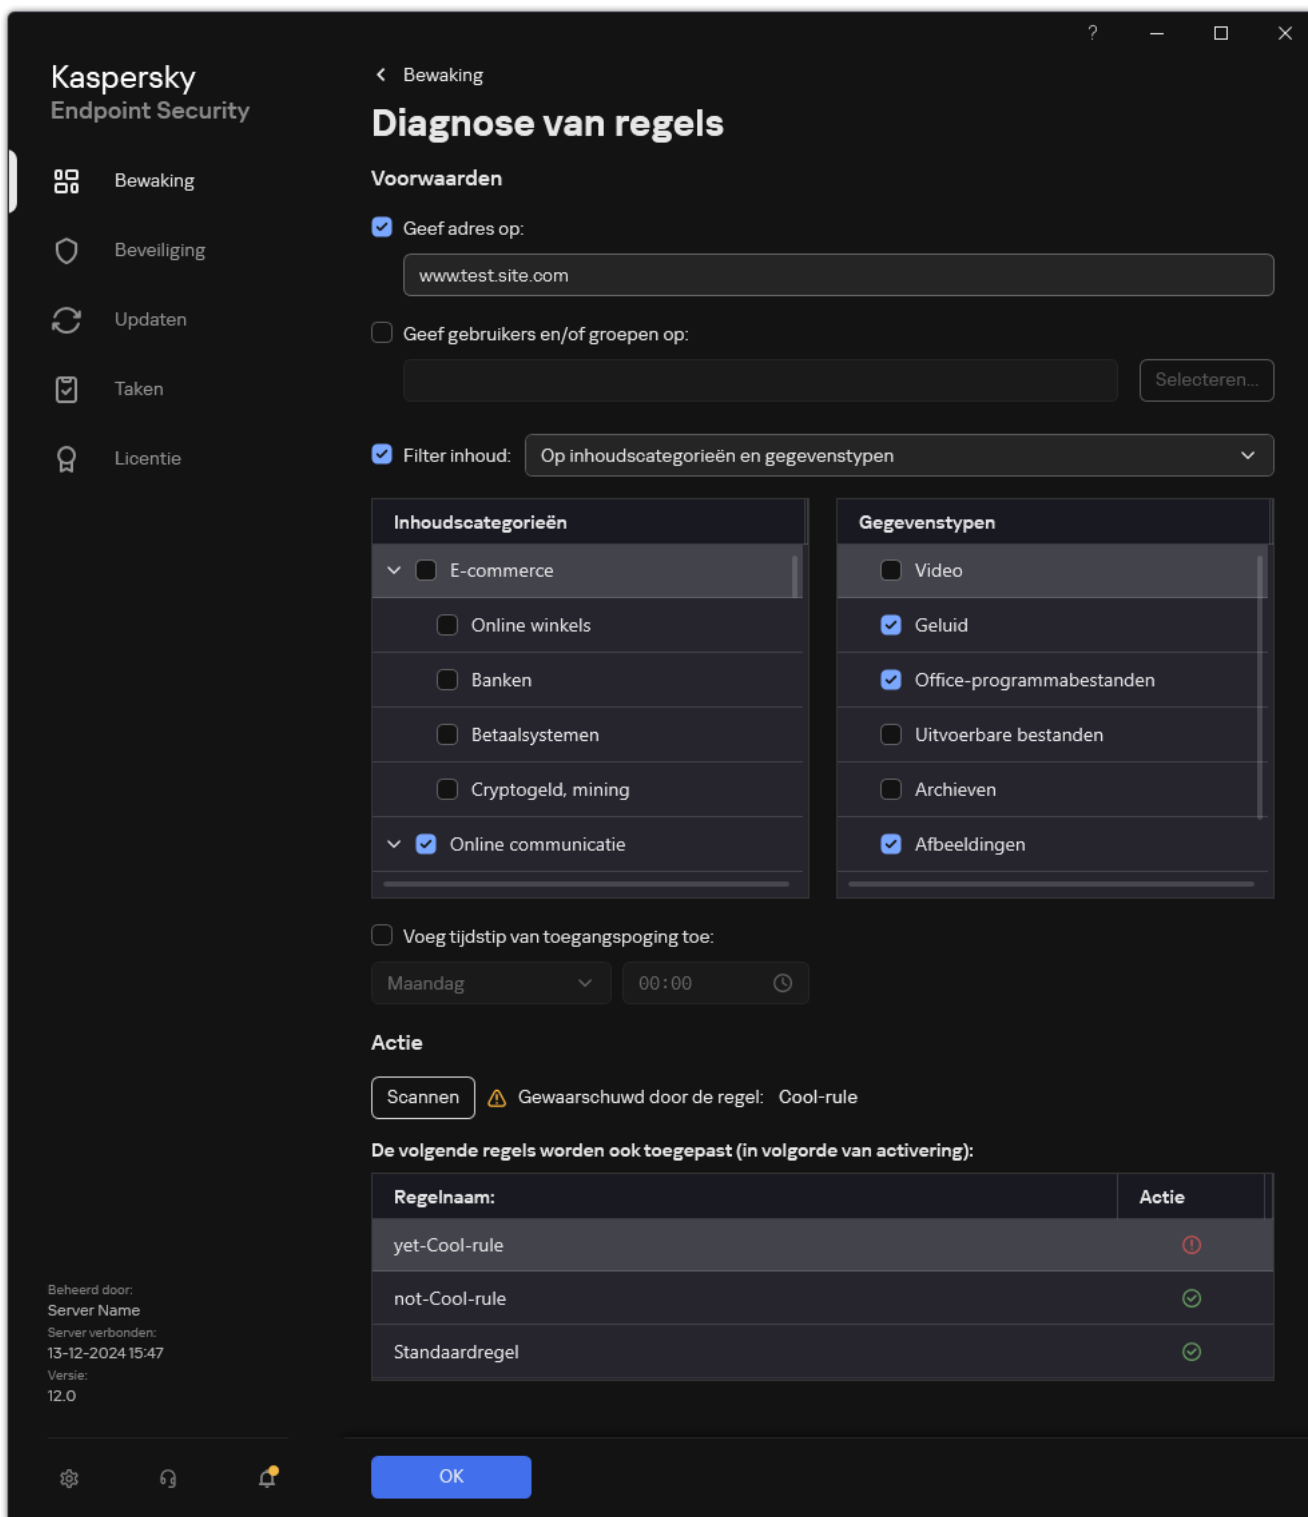 ?
Kaspersky
Endpoint Security
Bewaking
Beveiliging
Updaten
Taken
Licentie
Beheerd door:
Server Name
Server verbonden:
13-12-2024 15:47
Versie:
12.0
Bewaking
Diagnose van regels
Voorwaarden
Geef adres op:
www.test.site.com
Geef gebruikers en/of groepen op:
Selecteren...
Filter inhoud: Op inhoudscategorieën en gegevenstypen
Inhoudscategorieën
E-commerce
Online winkels
Banken
Betaalsystemen
Cryptogeld, mining
Online communicatie
Gegevenstypen
Video
Geluid
Office-programmabestanden
Uitvoerbare bestanden
Archieven
Afbeeldingen
Voeg tijdstip van toegangspoging toe:
Maandag 00:00
Actie
Scannen Gewaarschuwd door de regel: Cool-rule
De volgende regels worden ook toegepast (in volgorde van activering):
Regelnaam: Actie
yet-Cool-rule
not-Cool-rule
Standaardregel
OK